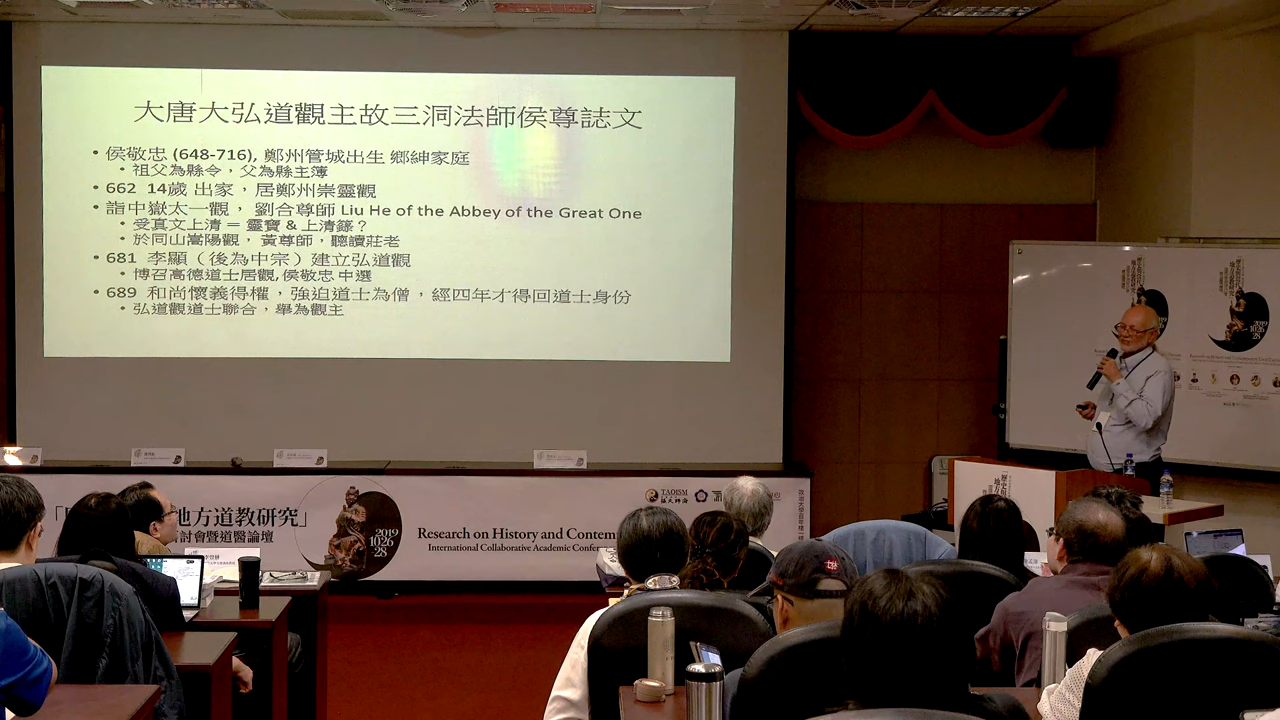 大唐大弘道觀主故三洞法師侯尊誌文
• 侯敬忠 (648-716), 鄭州管城出生 鄉紳家庭
• 祖父為縣令，父為縣主簿
• 662 14歲 出家，居鄭州崇靈觀
• 詣中嶽太一觀， 劉合尊師 Liu He of the Abbey of the Great One
• 受真文上清 = 靈寶 & 上清籙？
• 於同山嵩陽觀， 黃尊師，聽讀莊老
• 681 李顯（後為中宗）建立弘道觀
• 博召高德道士居觀, 侯敬忠 中選
• 689 和尚懷義得權，強迫道士為僧，經四年才得回道士身份
• 弘道觀道士聯合，舉為觀主
2019
1026
28
地方道教研究」
討會暨道醫論壇
2019
1026
28
TAOISM
Research on History and Contem
International Collaborative Academic Confer